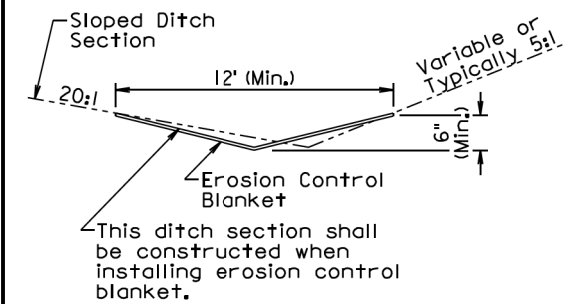 Sloped Ditch
Section
Variable or
Typically 5:1
12' (Min.)
20:1
6"
(Min.)
Erosion Control
Blanket
This ditch section shall
be constructed when
installing erosion control
blanket.